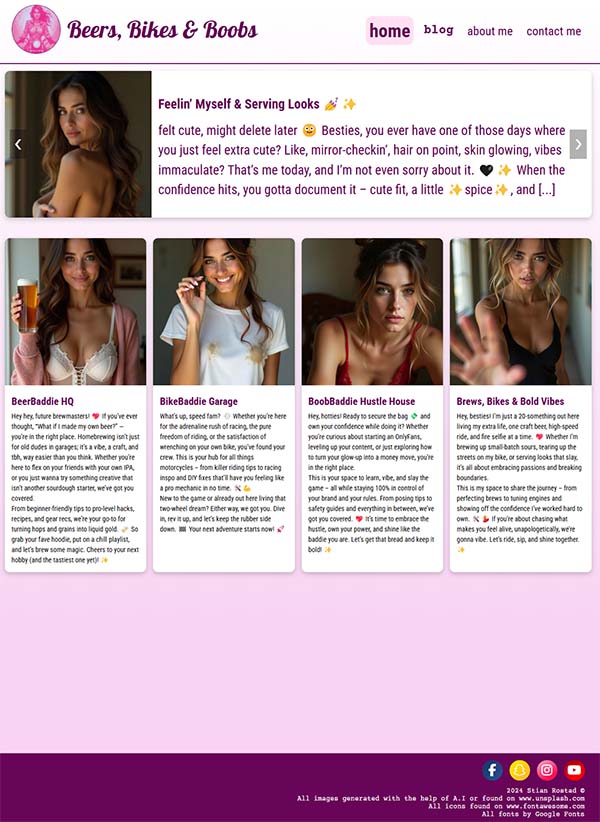 Beers, Bikes & Boobs
home
blog
about me
contact me
Feelin' Myself & Serving Looks 💅 ✨
felt cute, might delete later 😋 Besties, you ever have one of those days where
you just feel extra cute? Like, mirror-checkin', hair on point, skin glowing, vibes
immaculate? That's me today, and I'm not even sorry about it. 🖤 ✨ When the
confidence hits, you gotta document it – cute fit, a little ✨spice✨, and [...]
BeerBaddie HQ
Hey hey, future brewmasters! 💖 If you've ever
thought, "What if I made my own beer?" –
you're in the right place. Homebrewing isn't just
for old dudes in garages; it's a vibe, a craft, and
tbh, way easier than you think. Whether you're
here to flex on your friends with your own IPA,
or you just wanna try something creative that
isn't another sourdough starter, we've got you
covered.
From beginner-friendly tips to pro-level hacks,
recipes, and gear recs, we're your go-to for
turning hops and grains into liquid gold. 🍻 So
grab your fave hoodie, put on a chill playlist,
and let's brew some magic. Cheers to your next
hobby (and the tastiest one yet)! ✨
BikeBaddie Garage
What's up, speed fam? 💨 Whether you're here
for the adrenaline rush of racing, the pure
freedom of riding, or the satisfaction of
wrenching on your own bike, you've found your
crew. This is your hub for all things
motorcycles – from killer riding tips to racing
inspo and DIY fixes that'll have you feeling like
a pro mechanic in no time. 🛠️ 💪
New to the game or already out here living that
two-wheel dream? Either way, we got you. Dive
in, rev it up, and let's keep the rubber side
down. 🏁 Your next adventure starts now! 🚀
BoobBaddie Hustle House
Hey, hotties! Ready to secure the bag 💸 and
own your confidence while doing it? Whether
you're curious about starting an OnlyFans,
leveling up your content, or just exploring how
to turn your glow-up into a money move, you're
in the right place.
This is your space to learn, vibe, and slay the
game – all while staying 100% in control of
your brand and your rules. From posing tips to
safety guides and everything in between, we've
got you covered. 💖 It's time to embrace the
hustle, own your power, and shine like the
baddie you are. Let's get that bread and keep it
bold! ✨
Brews, Bikes & Bold Vibes
Hey, besties! I'm just a 20-something out here
living my extra life, one craft beer, high-speed
ride, and fire selfie at a time. 💖 Whether I'm
brewing up small-batch sours, tearing up the
streets on my bike, or serving looks that slay,
it's all about embracing passions and breaking
boundaries.
This is my space to share the journey – from
perfecting brews to tuning engines and
showing off the confidence I've worked hard to
own. 🛠️ 💃 If you're about chasing what
makes you feel alive, unapologetically, we're
gonna vibe. Let's ride, sip, and shine together.
✨
2024 Stian Rostad ©
All images generated with the help of A.I or found on www.unsplash.com
All icons found on www.fontawesome.com
All fonts by Google Fonts